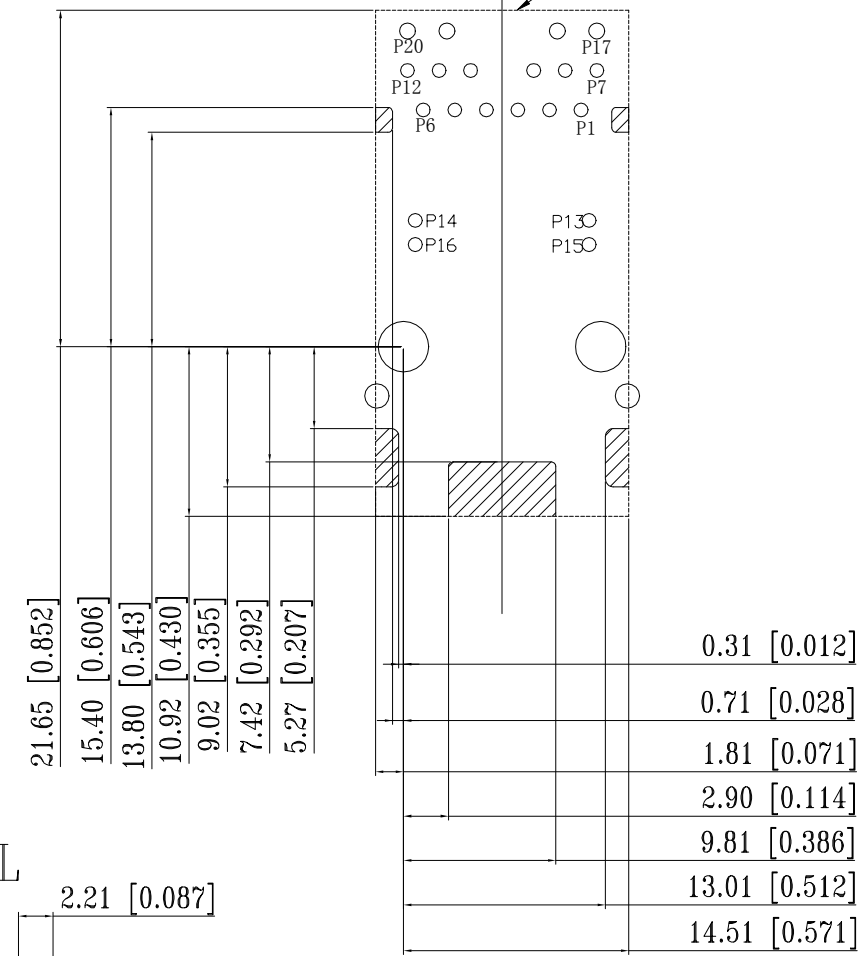 P20 P17
P12 P7
P6 P1
P14 P13
P16 P15
21.65 [0.852]
15.40 [0.606]
13.80 [0.543]
10.92 [0.430]
9.02 [0.355]
7.42 [0.292]
5.27 [0.207]
0.31 [0.012]
0.71 [0.028]
1.81 [0.071]
2.90 [0.114]
9.81 [0.386]
13.01 [0.512]
14.51 [0.571]
L
2.21 [0.087]